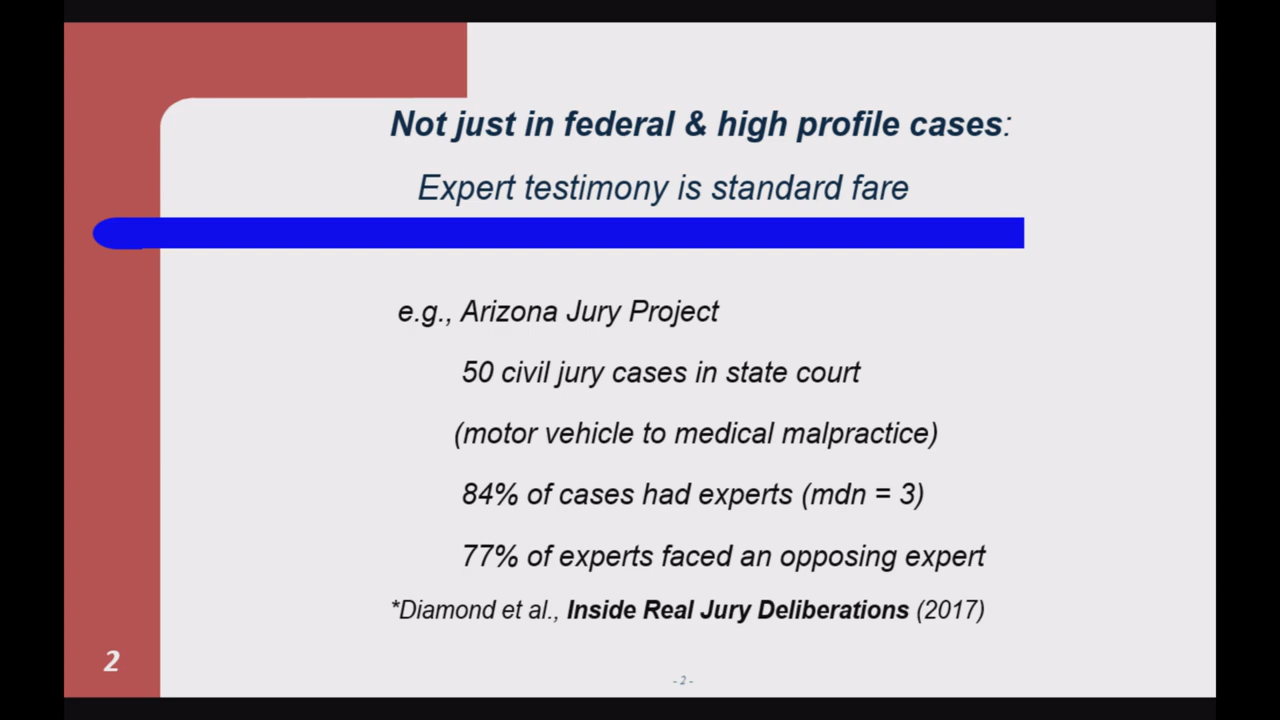 Not just in federal & high profile cases:
Expert testimony is standard fare
e.g., Arizona Jury Project
50 civil jury cases in state court
(motor vehicle to medical malpractice)
84% of cases had experts (mdn = 3)
77% of experts faced an opposing expert
*Diamond et al., Inside Real Jury Deliberations (2017)
2
- 2 -